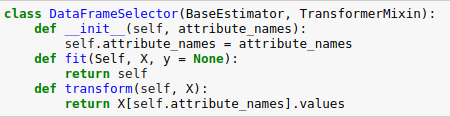 class DataFrameSelector(BaseEstimator, TransformerMixin):
    def __init__(self, attribute_names):
        self.attribute_names = attribute_names
    def fit(Self, X, y = None):
        return self
    def transform(self, X):
        return X[self.attribute_names].values